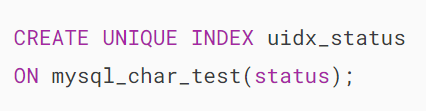 CREATE UNIQUE INDEX uidx_status
ON mysql_char_test(status);